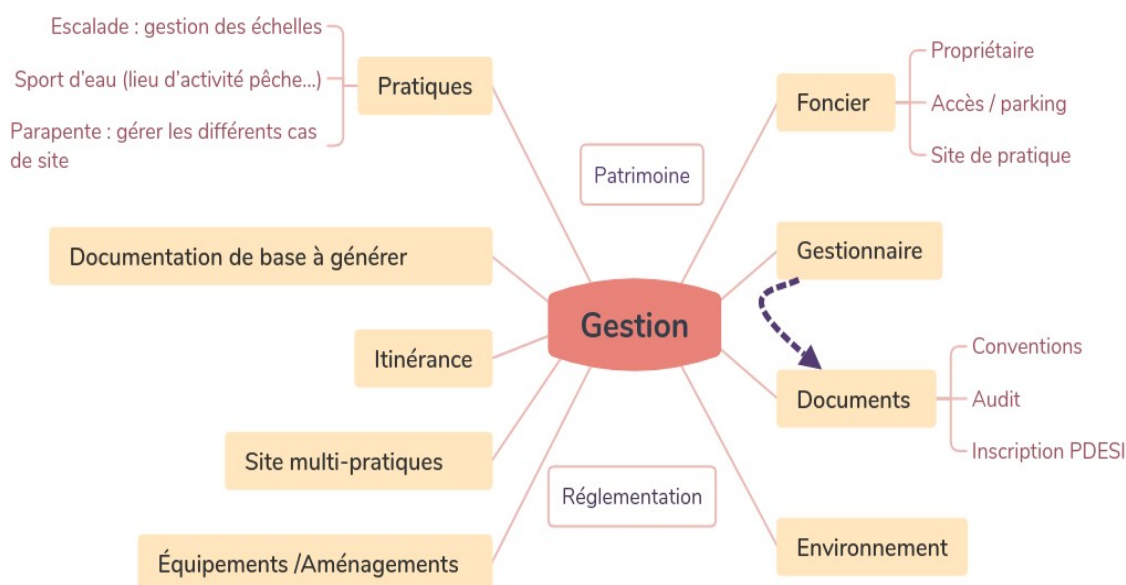 Escalade : gestion des échelles
Sport d'eau (lieu d'activité pêche...)
Parapente : gérer les différents cas
de site
Pratiques
Patrimoine
Foncier
Propriétaire
Accès / parking
Site de pratique
Documentation de base à générer
Gestionnaire
Gestion
Itinérance
Documents
Conventions
Audit
Inscription PDESI
Site multi-pratiques
Réglementation
Équipements /Aménagements
Environnement